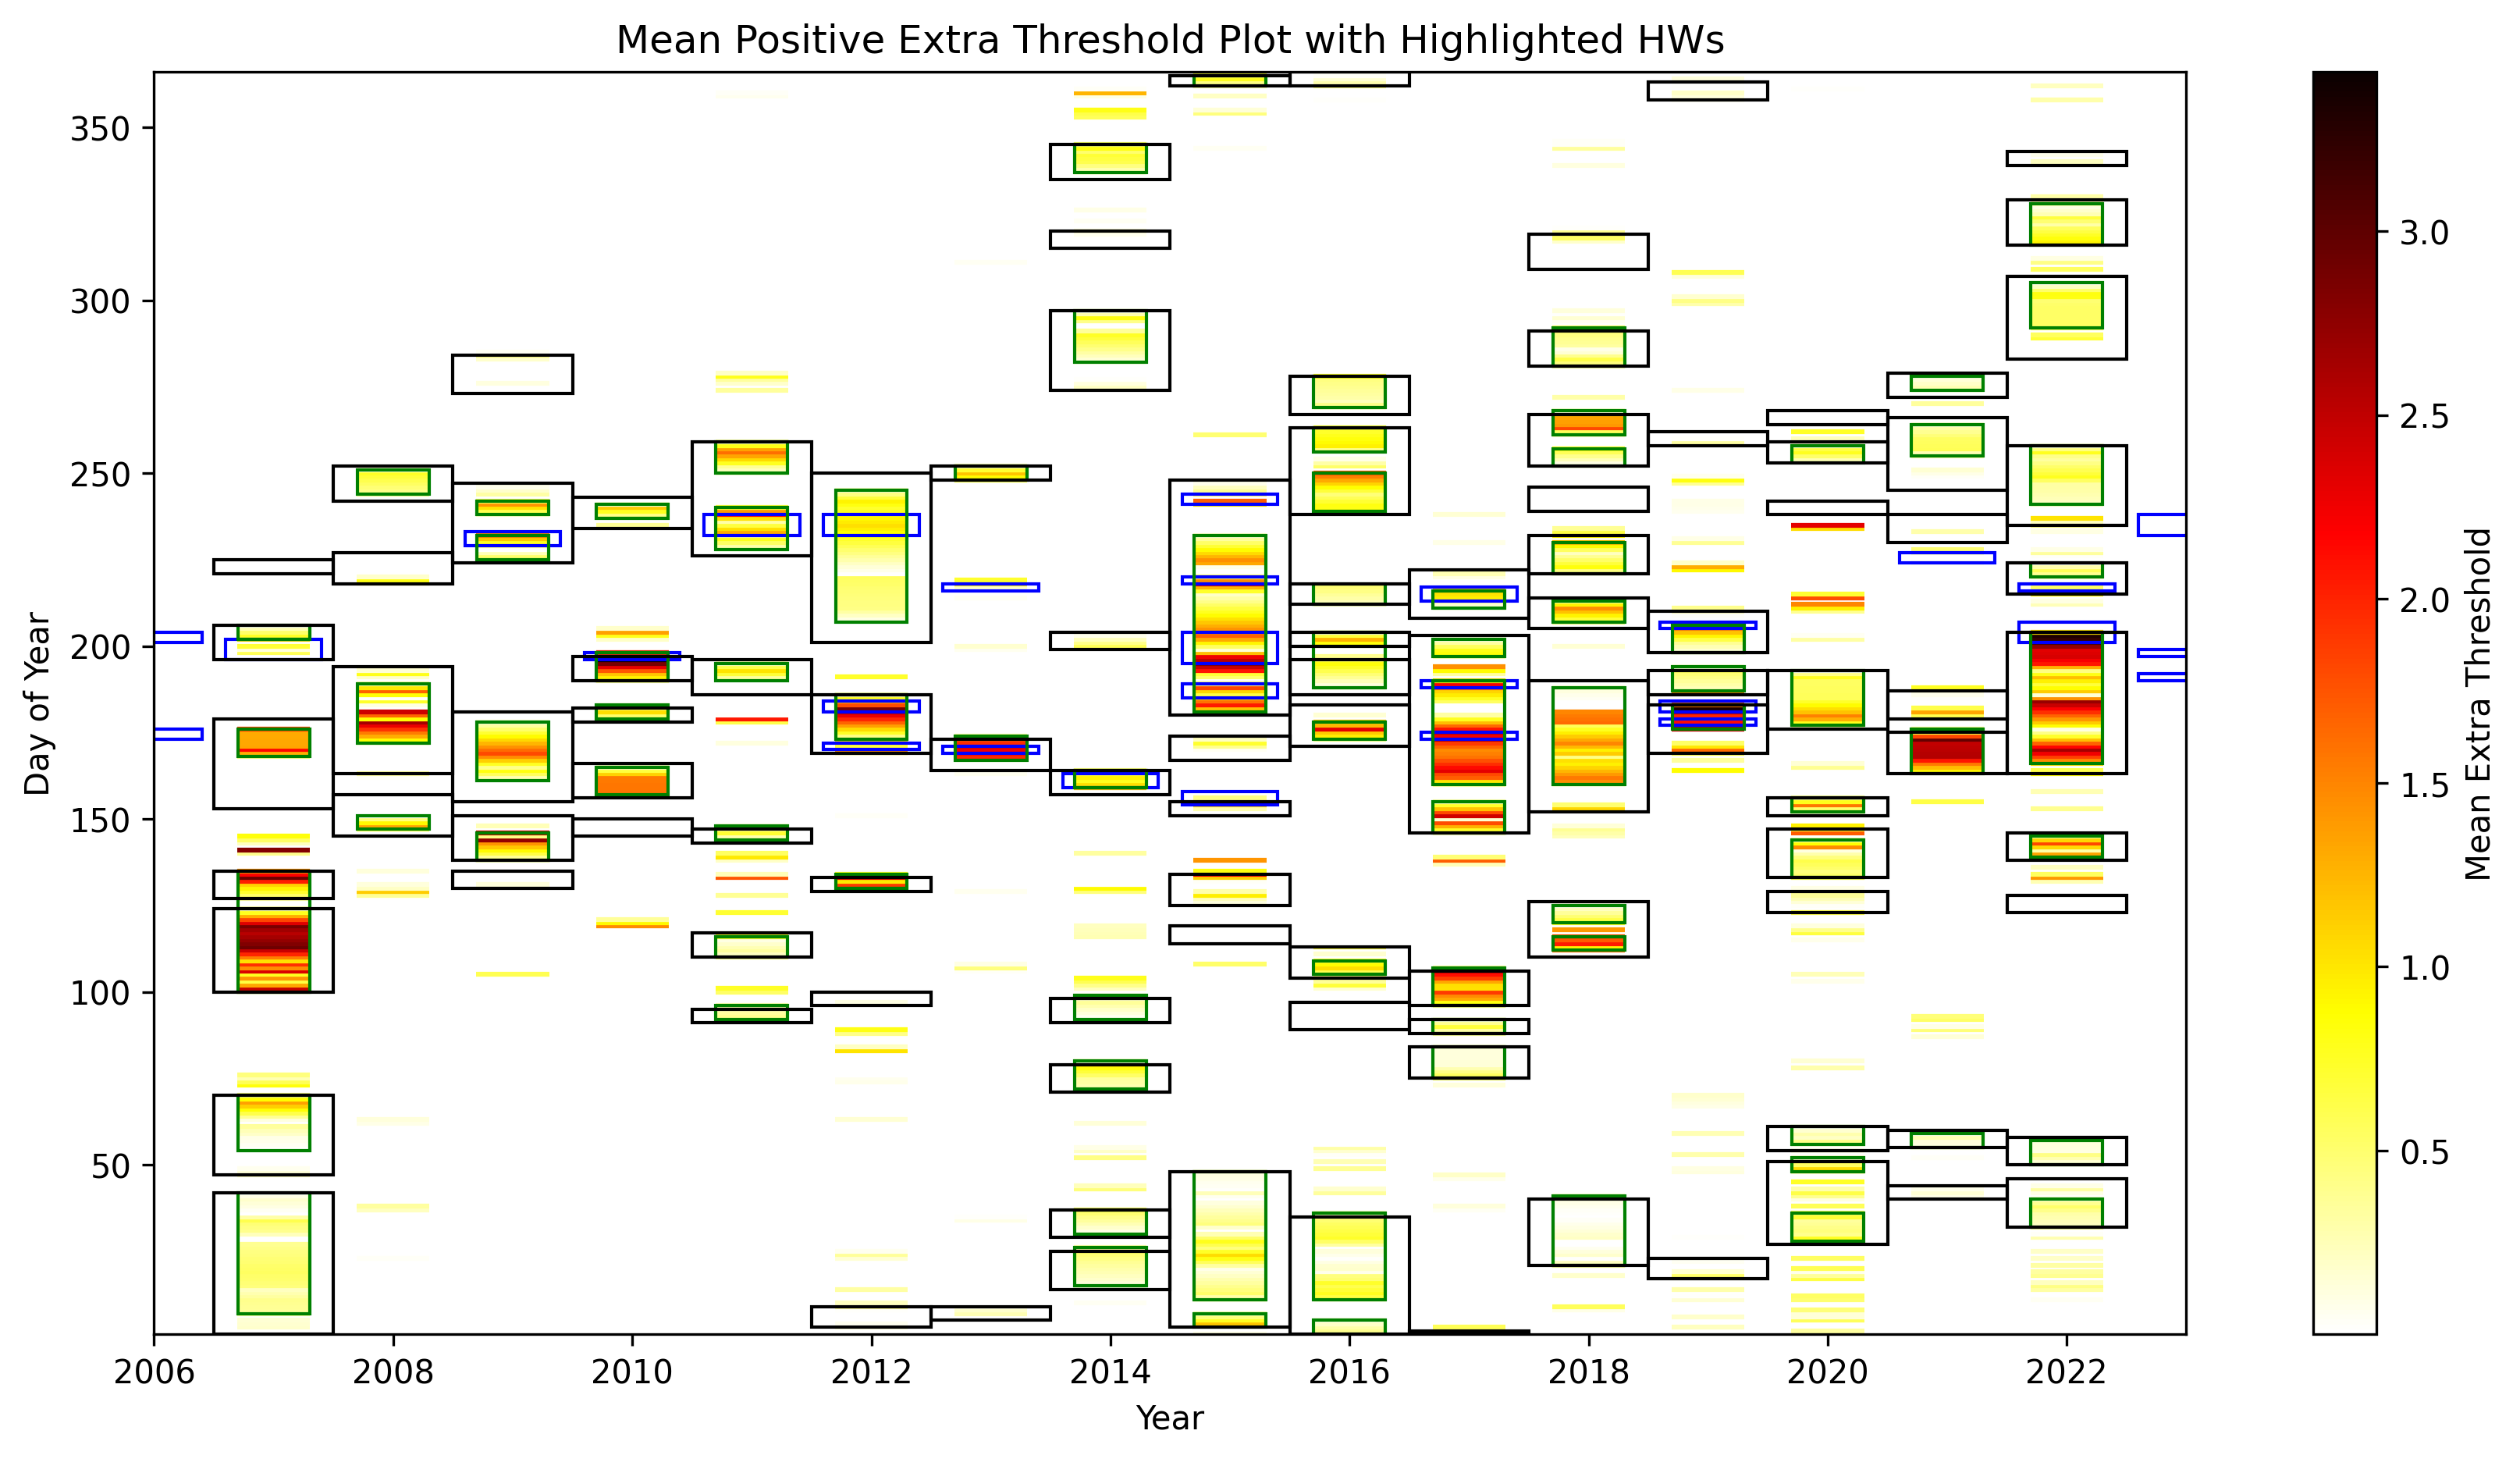 Mean Positive Extra Threshold Plot with Highlighted HWs
Day of Year
350
300
250
200
150
100
50
2006 2008 2010 2012 2014 2016 2018 2020 2022
Year
3.0
2.5
2.0
1.5
1.0
0.5
Mean Extra Threshold